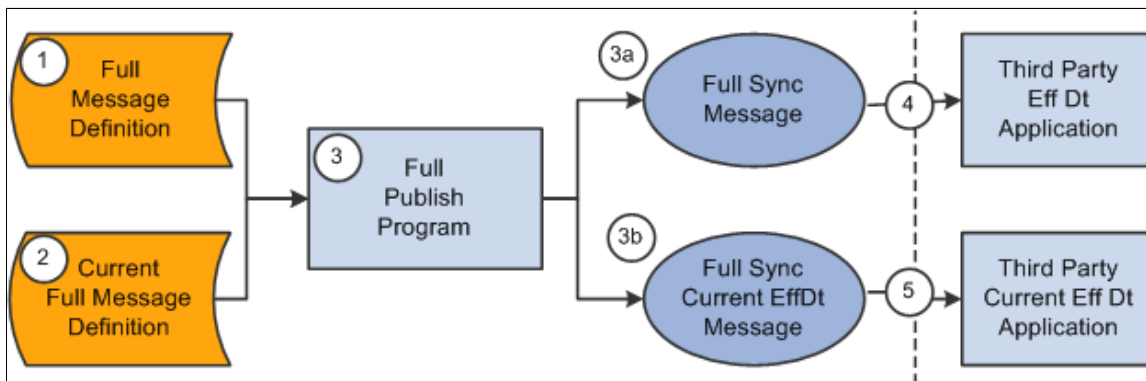 1
Full
Message
Definition
2
Current
Full Message
Definition
3
Full
Publish
Program
3a
Full Sync
Message
3b
Full Sync
Current EffDt
Message
4
Third Party
Eff Dt
Application
5
Third Party
Current Eff Dt
Application